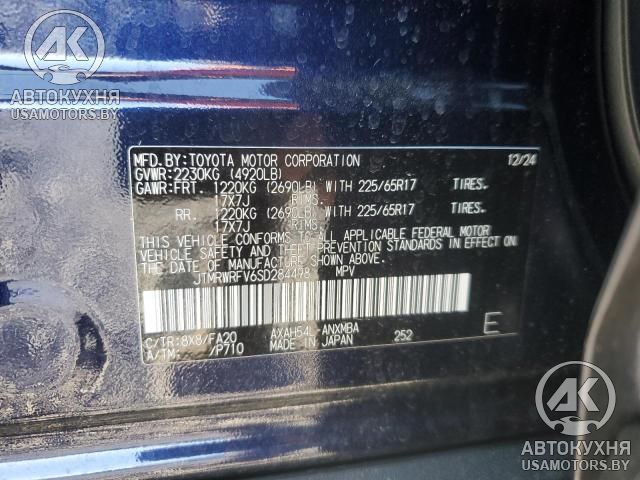 AK
АВТОКУХНЯ
USAMOTORS.BY
MFD.BY:TOYOTA MOTOR CORPORATION 12/24
GVWR:2230KG (4920LB)
GAWR:FRT. 1220KG (2690LB) WITH 225/65R17 TIRES.
17X7J RIMS.
RR. 1220KG (2690LB) WITH 225/65R17 TIRES.
17X7J RIMS.
THIS VEHICLE CONFORMS TO ALL APPLICABLE FEDERAL MOTOR
VEHICLE SAFETY AND THEFT PREVENTION STANDARDS IN EFFECT ON
THE DATE OF MANUFACTURE SHOWN ABOVE.
JTMRWRFV6SD284498 MPV
C/TR:8X8/FA20 AXAH54L-ANXMBA 252 E
A/TM: /P710 MADE IN JAPAN
AK
АВТОКУХНЯ
USAMOTORS.BY